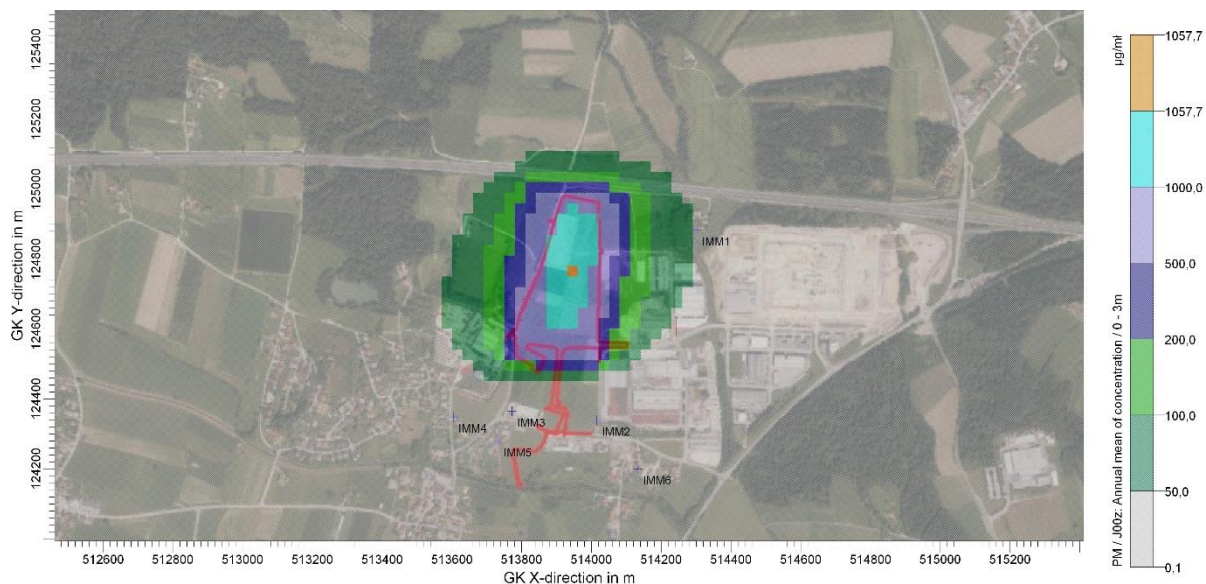 125400
125200
125000
124800
124600
124400
124200
GK Y-direction in m
IMM1
IMM3
IMM4
IMM2
IMM5
IMM6
512600 512800 513000 513200 513400 513600 513800 514000 514200 514400 514600 514800 515000 515200
GK X-direction in m
µg/m³
1057,7
1057,7
1000,0
500,0
200,0
100,0
50,0
0,1
PM / J00z: Annual mean of concentration / 0 - 3m